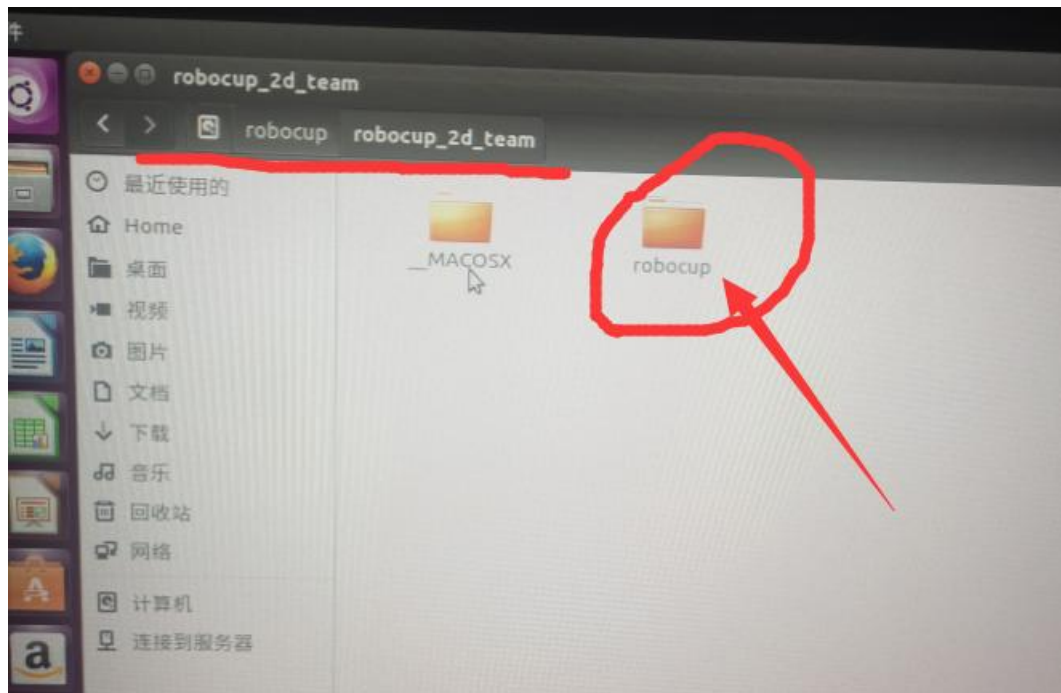 件
robocup_2d_team
robocup robocup_2d_team
最近使用的
Home
桌面
视频
图片
文档
下载
音乐
回收站
网络
计算机
连接到服务器
__MACOSX
robocup
A
a